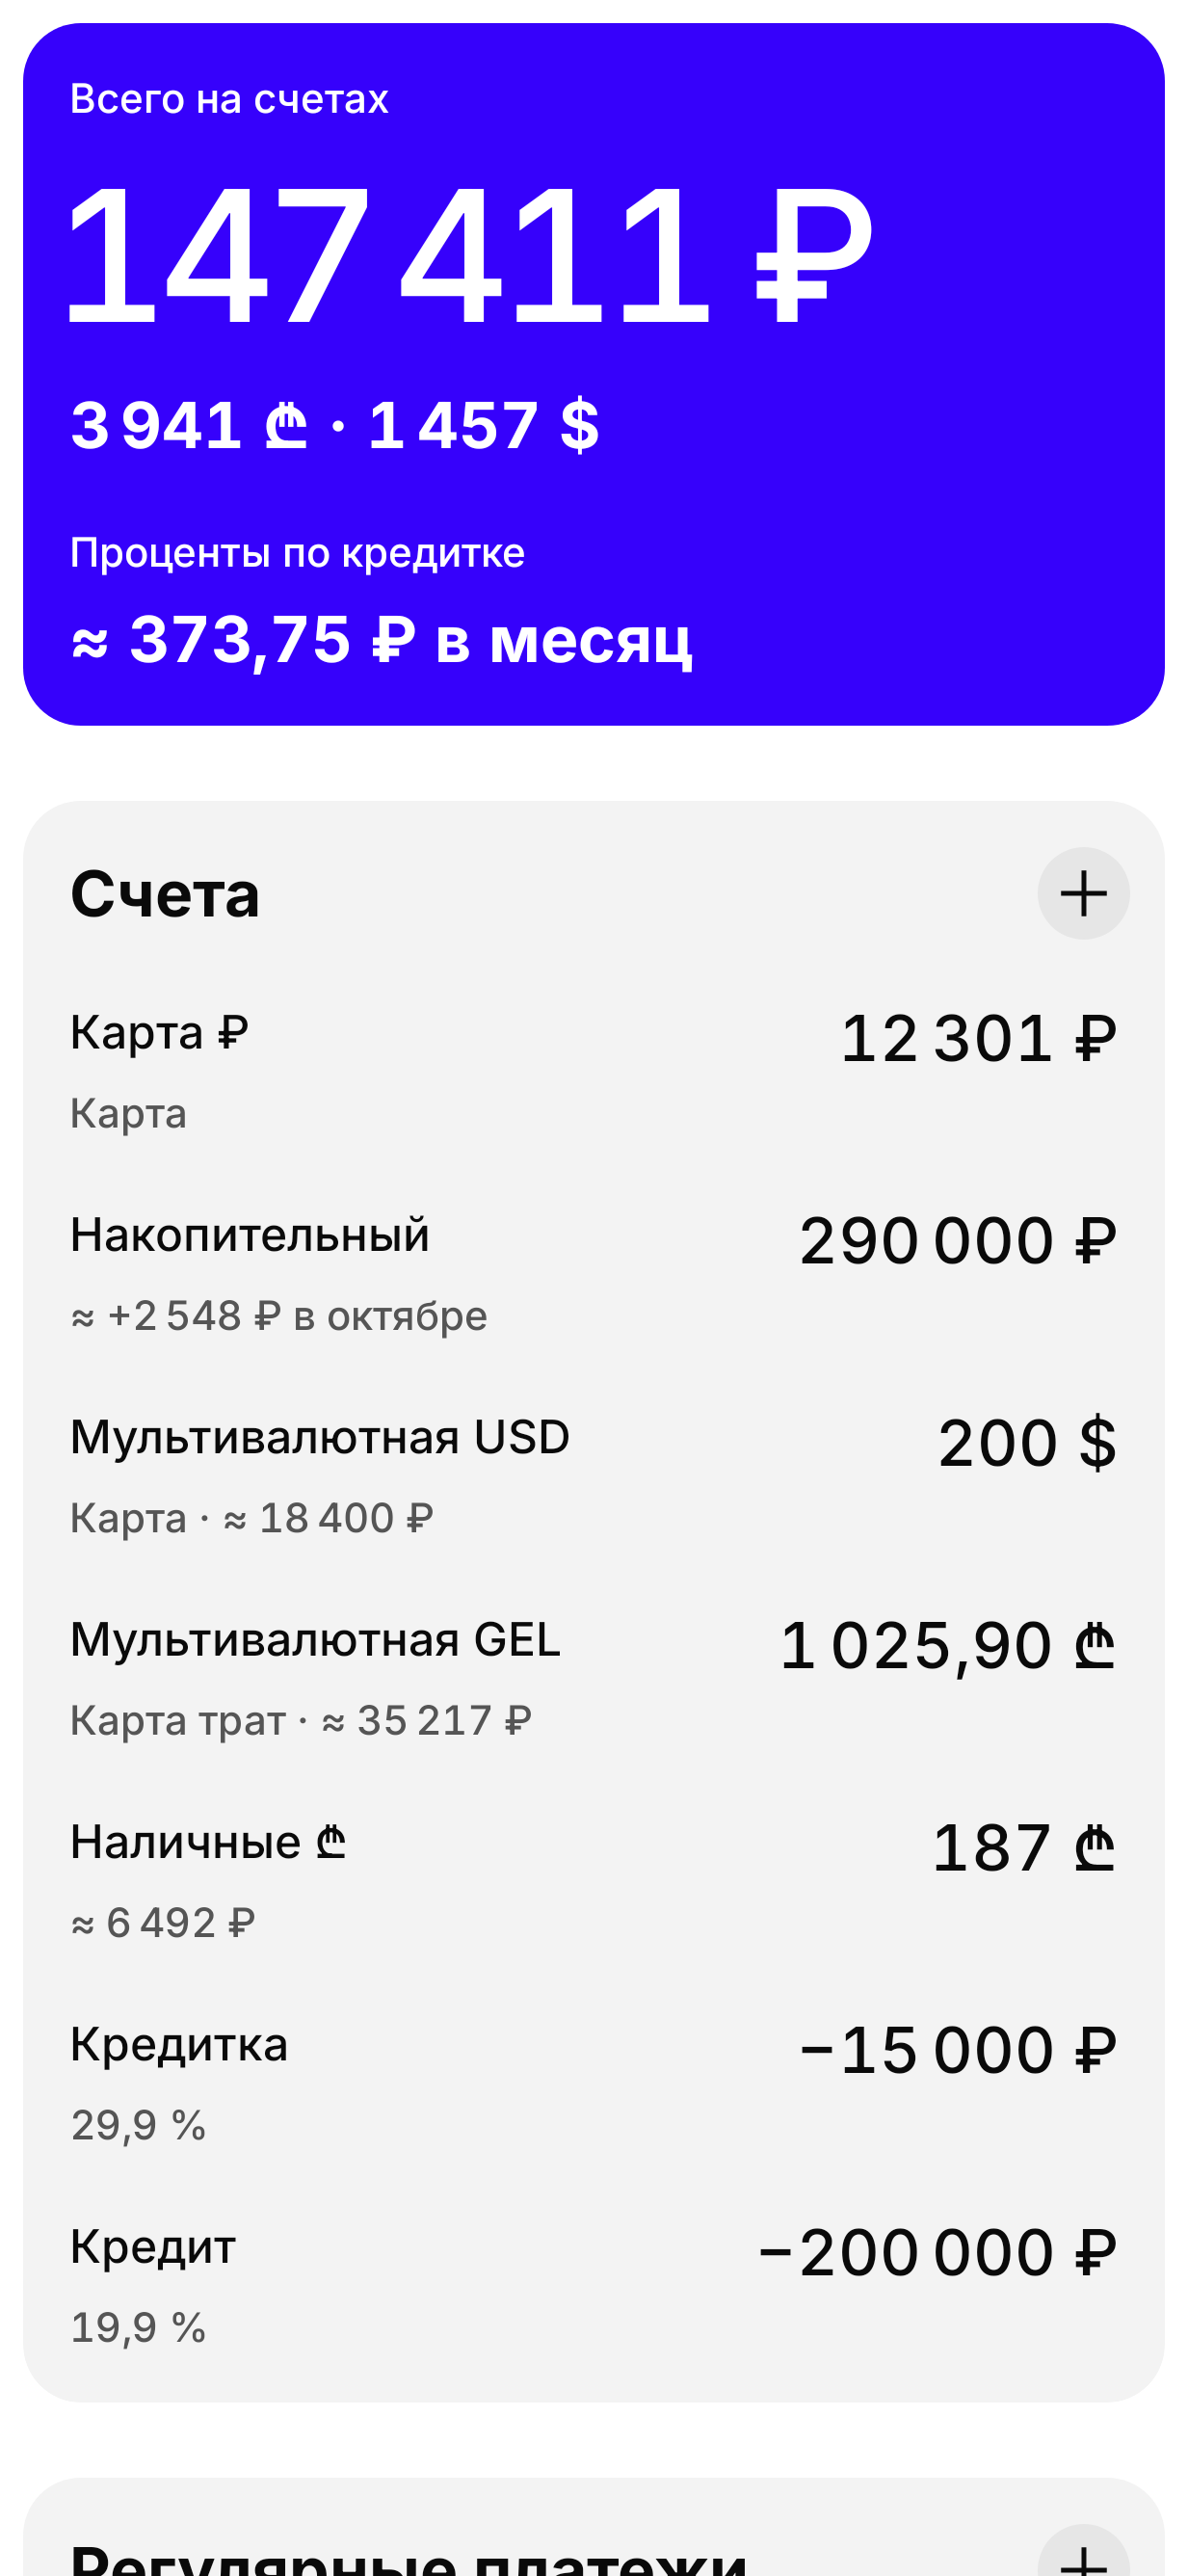 Всего на счетах
147 411 ₽
3 941 ₾ · 1 457 $
Проценты по кредитке
≈ 373,75 ₽ в месяц
Счета
Карта ₽
12 301 ₽
Карта
Накопительный
290 000 ₽
≈ +2 548 ₽ в октябре
Мультивалютная USD
200 $
Карта · ≈ 18 400 ₽
Мультивалютная GEL
1 025,90 ₾
Карта трат · ≈ 35 217 ₽
Наличные ₾
187 ₾
≈ 6 492 ₽
Кредитка
−15 000 ₽
29,9 %
Кредит
−200 000 ₽
19,9 %
Регулярные платежи